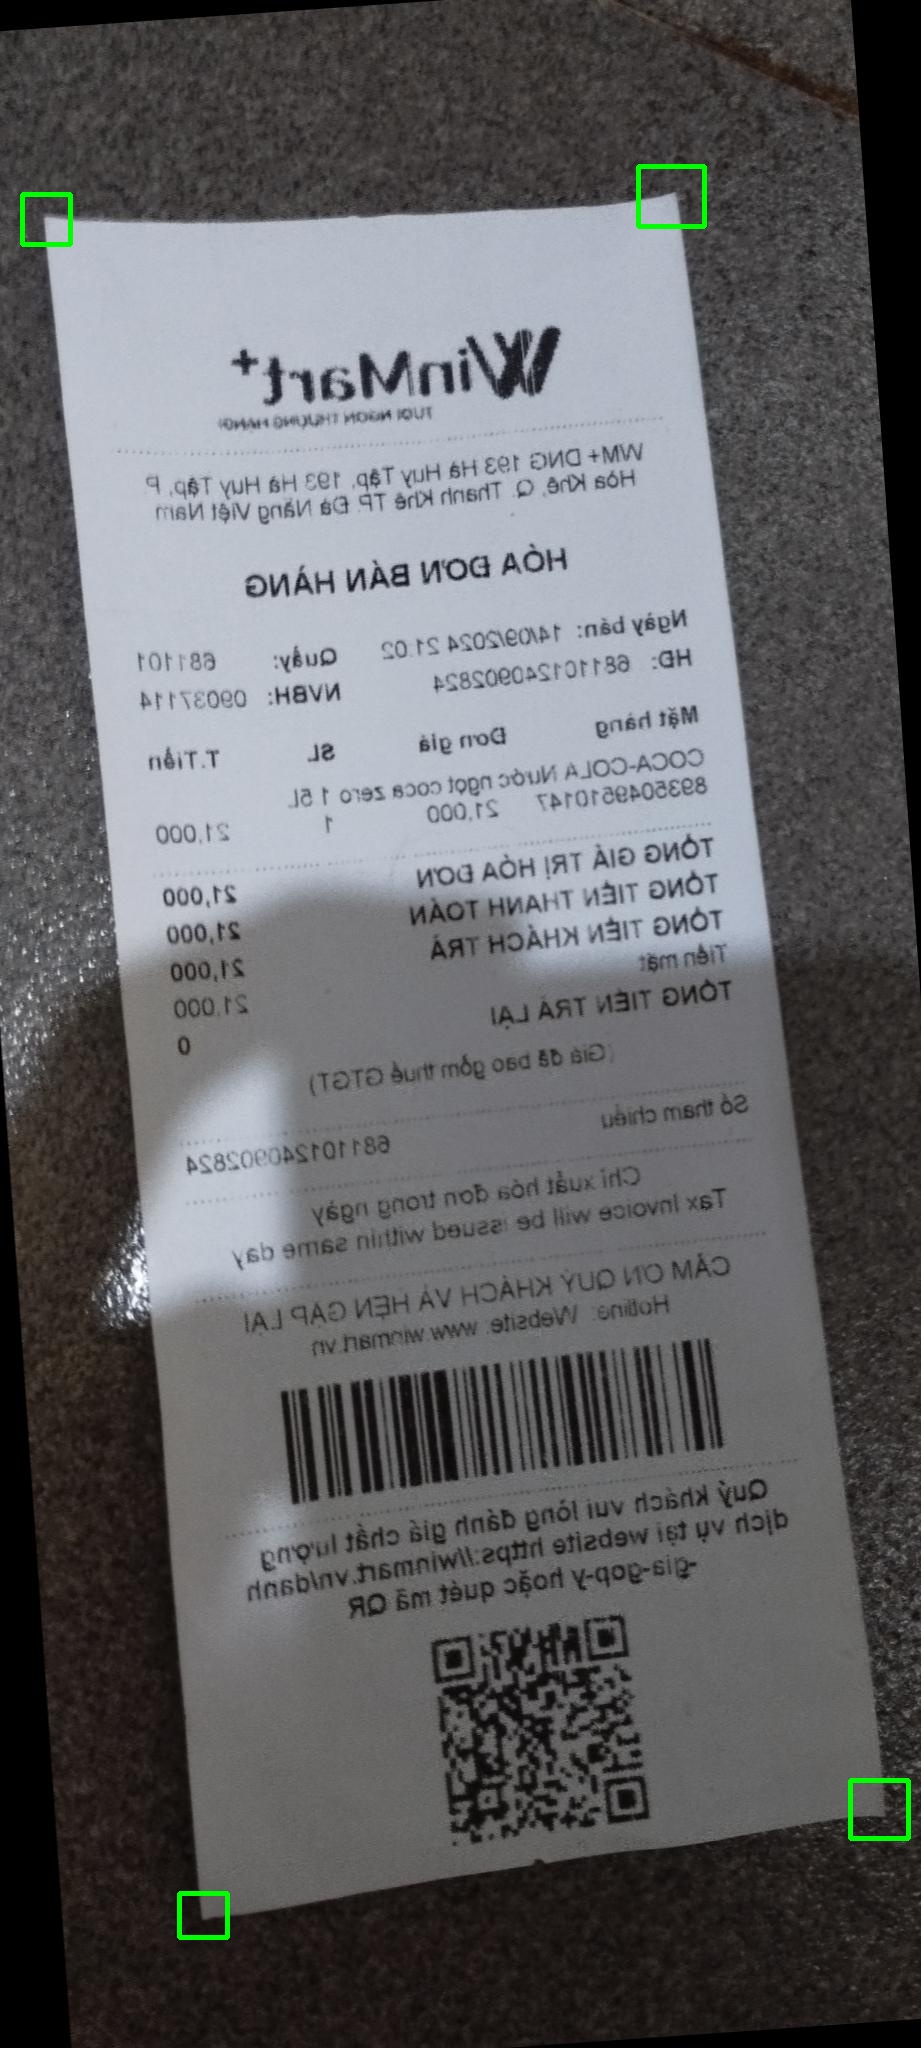 WinMart+
TƯƠI NGON THƯỢNG HẠNG!
WM+ DNG 193 Hà Huy Tập, 193 Hà Huy Tập, P.
Hòa Khê, Q. Thanh Khê TP. Đà Nẵng Việt Nam
HÓA ĐƠN BÁN HÀNG
Ngày bán: 14/09/2024 21:02 Quầy: 681101
HĐ: 681101240902824 NVBH: 09037114
Mặt hàng Đơn giá SL T.Tiền
COCA-COLA Nước ngọt coca zero 1.5L
8935049510147 21,000 1 21,000
TỔNG GIÁ TRỊ HÓA ĐƠN 21,000
TỔNG TIỀN THANH TOÁN 21,000
TỔNG TIỀN KHÁCH TRẢ 21,000
Tiền mặt 21,000
TỔNG TIỀN TRẢ LẠI 0
(Giá đã bao gồm thuế GTGT)
Số tham chiếu 681101240902824
Chỉ xuất hóa đơn trong ngày
Tax Invoice will be issued within same day
CẢM ƠN QUÝ KHÁCH VÀ HẸN GẶP LẠI
Hotline: Website: www.winmart.vn
Quý khách vui lòng đánh giá chất lượng
dịch vụ tại website https://winmart.vn/danh
-gia-gop-y hoặc quét mã QR